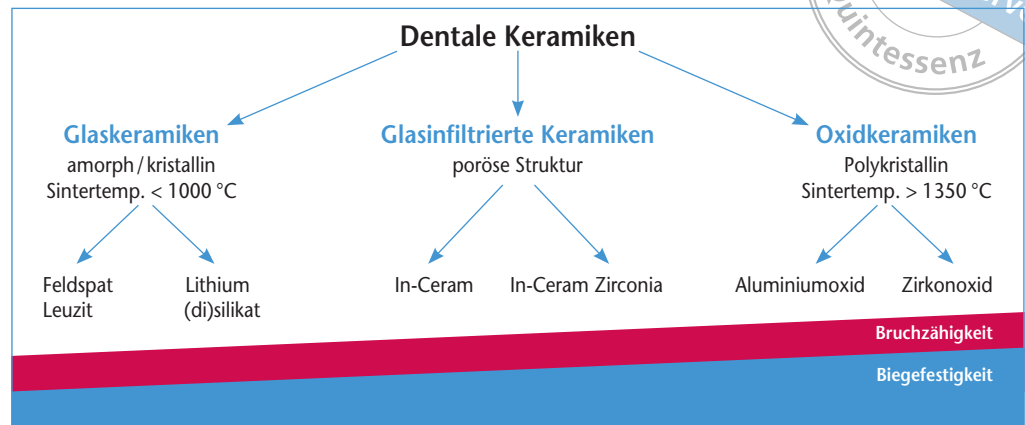 Dentale Keramiken
Quintessenz
Glaskeramiken
amorph / kristallin
Sintertemp. < 1000 °C
Glasinfiltrierte Keramiken
poröse Struktur
Oxidkeramiken
Polykristallin
Sintertemp. > 1350 °C
Feldspat
Leuzit
Lithium
(di)silikat
In-Ceram
In-Ceram Zirconia
Aluminiumoxid
Zirkonoxid
Bruchzähigkeit
Biegefestigkeit